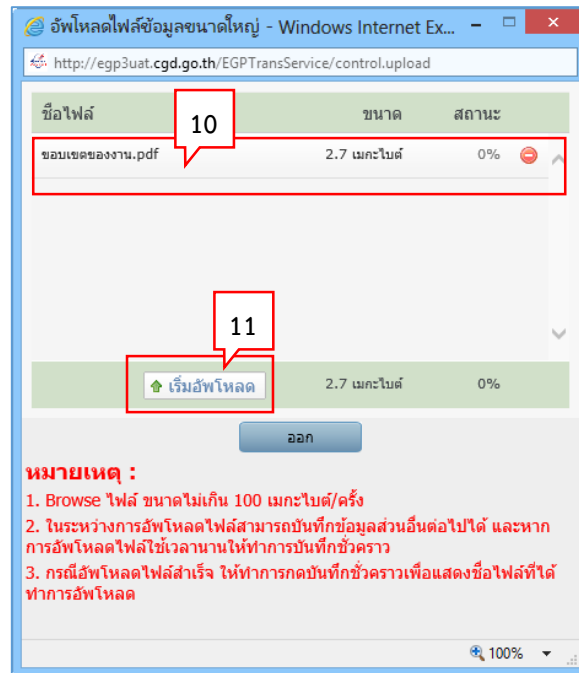 อัพโหลดไฟล์ข้อมูลขนาดใหญ่ - Windows Internet Ex...
http://egp3uat.cgd.go.th/EGPTransService/control.upload
ชื่อไฟล์ ขนาด สถานะ
10
ขอบเขตของงาน.pdf 2.7 เมกะไบต์ 0%
11
เริ่มอัพโหลด 2.7 เมกะไบต์ 0%
ออก
หมายเหตุ :
1. Browse ไฟล์ ขนาดไม่เกิน 100 เมกะไบต์/ครั้ง
2. ในระหว่างการอัพโหลดไฟล์สามารถบันทึกข้อมูลส่วนอื่นต่อไปได้ และหาก
การอัพโหลดไฟล์ใช้เวลานานให้ทำการบันทึกชั่วคราว
3. กรณีอัพโหลดไฟล์สำเร็จ ให้ทำการกดบันทึกชั่วคราวเพื่อแสดงชื่อไฟล์ที่ได้
ทำการอัพโหลด
100%